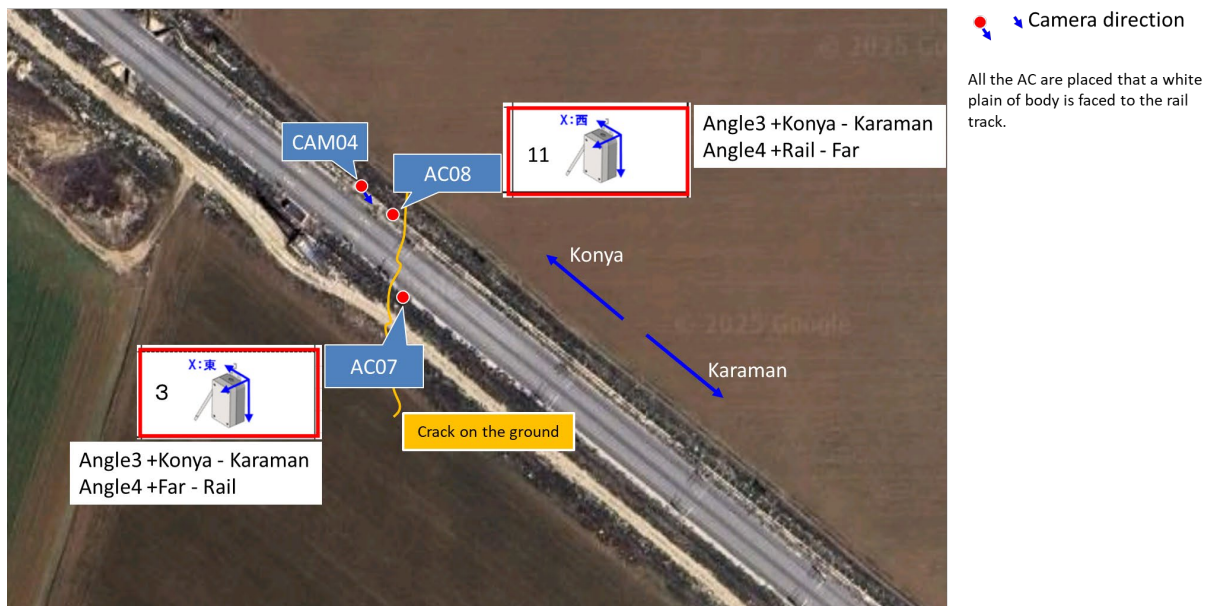 Camera direction
All the AC are placed that a white
plain of body is faced to the rail
track.
© 2025 Goo
X:西
11
Angle3 +Konya - Karaman
Angle4 +Rail - Far
CAM04
AC08
Konya
© 2025 Google
Karaman
AC07
X:東
3
Angle3 +Konya - Karaman
Angle4 +Far - Rail
Crack on the ground